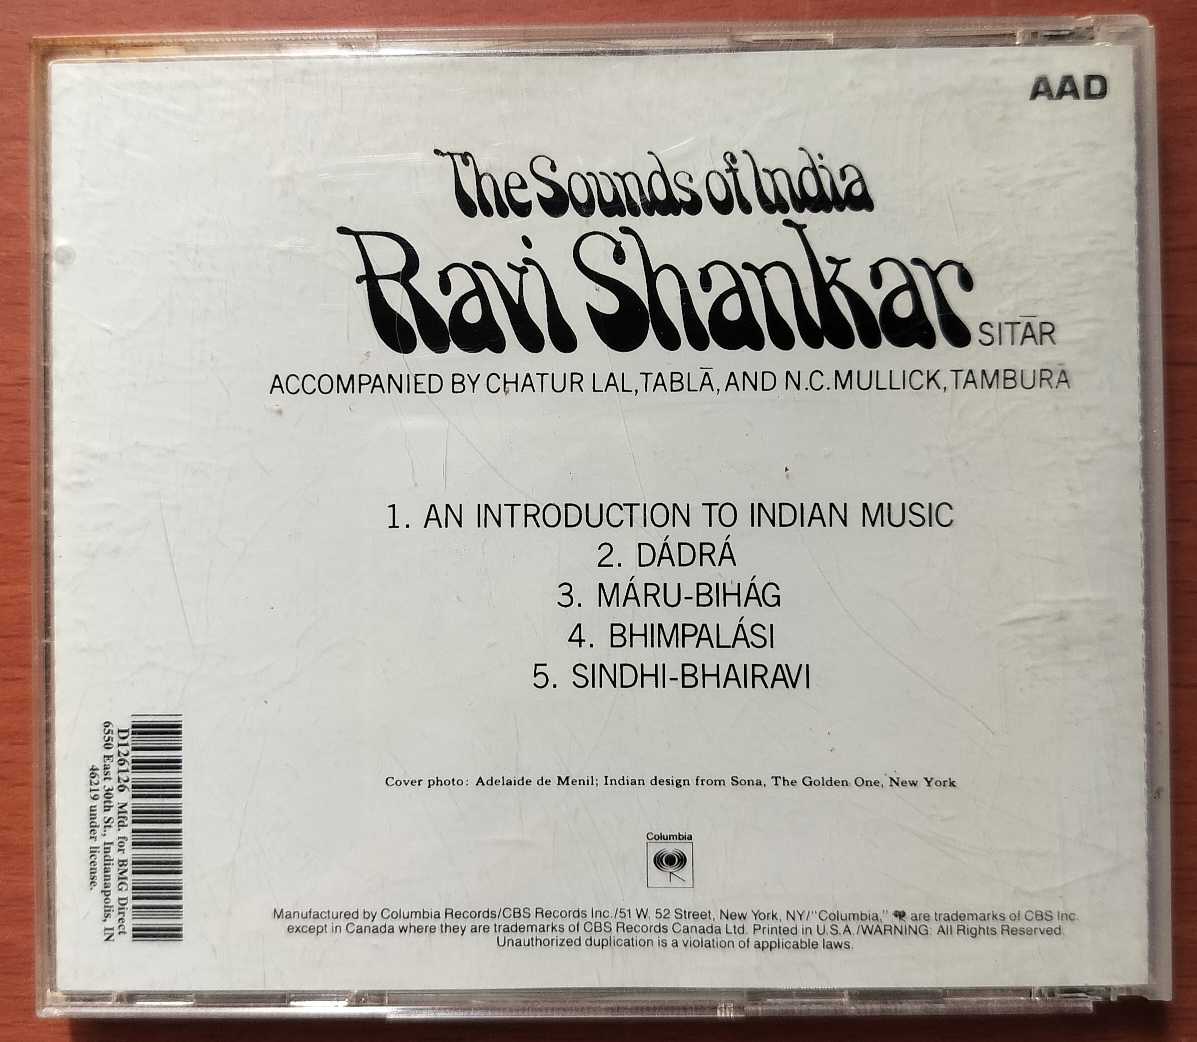 AAD
The Sounds of India
Ravi Shankar SITĀR
ACCOMPANIED BY CHATUR LAL, TABLĀ, AND N.C. MULLICK, TAMBURĀ
1. AN INTRODUCTION TO INDIAN MUSIC
2. DÁDRÁ
3. MÁRU-BIHÁG
4. BHIMPALÁSI
5. SINDHI-BHAIRAVI
Cover photo: Adelaide de Menil; Indian design from Sona, The Golden One, New York
Columbia
Manufactured by Columbia Records/CBS Records Inc./51 W. 52 Street, New York, NY/"Columbia," are trademarks of CBS Inc.
except in Canada where they are trademarks of CBS Records Canada Ltd. Printed in U.S.A./WARNING: All Rights Reserved.
Unauthorized duplication is a violation of applicable laws.
D126126 Mfd. for BMG Direct
6550 East 30th St., Indianapolis, IN
46219 under license.